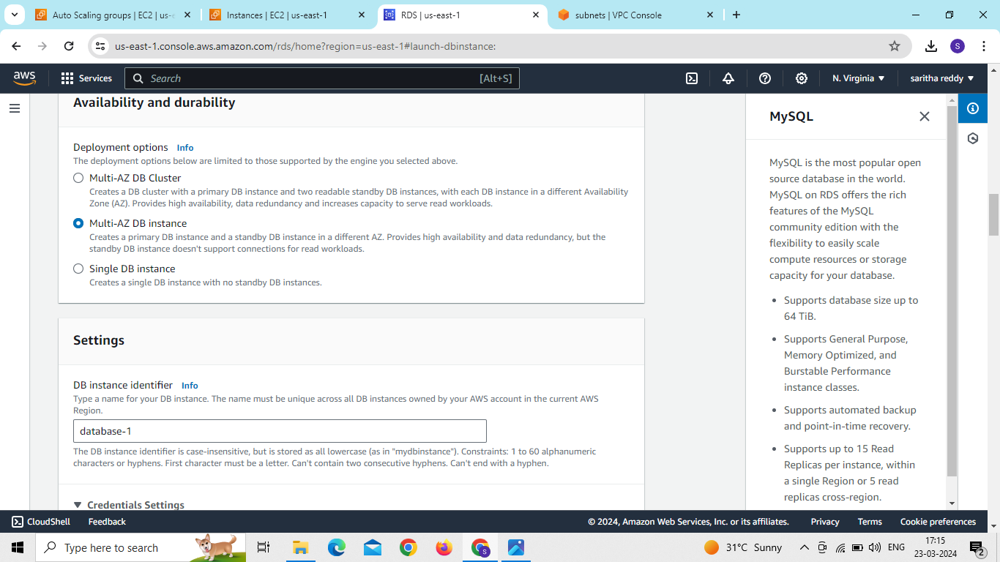 Auto Scaling groups | EC2 | us-e
Instances | EC2 | us-east-1
RDS | us-east-1
subnets | VPC Console
us-east-1.console.aws.amazon.com/rds/home?region=us-east-1#launch-dbinstance:
S
aws
Services
Search
[Alt+S]
N. Virginia
saritha reddy
Availability and durability
Deployment options Info
The deployment options below are limited to those supported by the engine you selected above.
Multi-AZ DB Cluster
Creates a DB cluster with a primary DB instance and two readable standby DB instances, with each DB instance in a different Availability
Zone (AZ). Provides high availability, data redundancy and increases capacity to serve read workloads.
Multi-AZ DB instance
Creates a primary DB instance and a standby DB instance in a different AZ. Provides high availability and data redundancy, but the
standby DB instance doesn't support connections for read workloads.
Single DB instance
Creates a single DB instance with no standby DB instances.
Settings
DB instance identifier Info
Type a name for your DB instance. The name must be unique across all DB instances owned by your AWS account in the current AWS
Region.
database-1
The DB instance identifier is case-insensitive, but is stored as all lowercase (as in "mydbinstance"). Constraints: 1 to 60 alphanumeric
characters or hyphens. First character must be a letter. Can't contain two consecutive hyphens. Can't end with a hyphen.
Credentials Settings
MySQL
MySQL is the most popular open
source database in the world.
MySQL on RDS offers the rich
features of the MySQL
community edition with the
flexibility to easily scale
compute resources or storage
capacity for your database.
• Supports database size up to
64 TiB.
• Supports General Purpose,
Memory Optimized, and
Burstable Performance
instance classes.
• Supports automated backup
and point-in-time recovery.
• Supports up to 15 Read
Replicas per instance, within
a single Region or 5 read
replicas cross-region.
CloudShell
Feedback
© 2024, Amazon Web Services, Inc. or its affiliates.
Privacy
Terms
Cookie preferences
Type here to search
S
31°C Sunny
ENG
17:15
23-03-2024
2